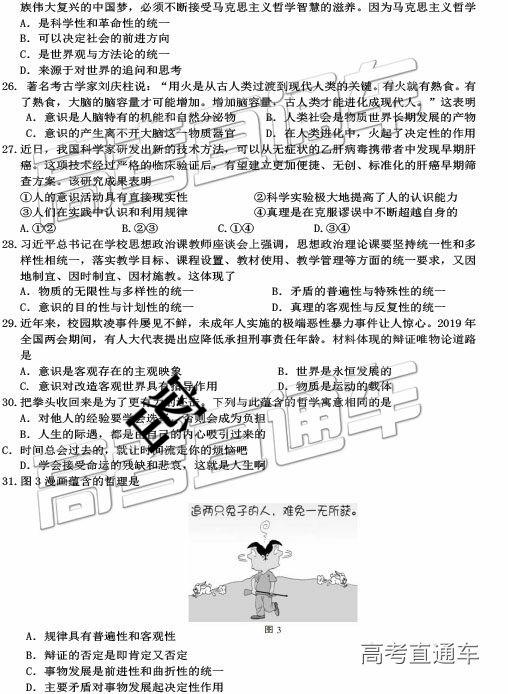 族伟大复兴的中国梦，必须不断接受马克思主义哲学智慧的滋养。因为马克思主义哲学
A．是科学性和革命性的统一
B．可以决定社会的前进方向
C．是世界观与方法论的统一
D．来源于对世界的追问和思考
26．著名考古学家刘庆柱说：“用火是从古人类过渡到现代人类的关键。有火就有熟食。有
了熟食，大脑的脑容量才可能增加。增加脑容量，古人类才能进化成现代人。”这表明
A．意识是人脑特有的机能和自然分泌物 B．人类社会是物质世界长期发展的产物
C．意识的产生离不开大脑这一物质器官 D．在人类进化中，火起了决定性的作用
27．近日，我国科学家研发出新的技术方法，可以从无症状的乙肝病毒携带者中发现早期肝
癌。这项技术经过严格的临床验证后，有望建立更加便捷、无创、标准化的肝癌早期筛
查方案。该研究成果表明
①人的意识活动具有直接现实性 ②科学实验极大地提高了人的认识能力
③人们在实践中认识和利用规律 ④真理是在克服谬误中不断超越自身的
A.①② B.②③ C.①④ D.③④
28．习近平总书记在学校思想政治课教师座谈会上强调，思想政治理论课要坚持统一性和多
样性相统一，落实教学目标、课程设置、教材使用、教学管理等方面的统一要求，又因
地制宜、因时制宜、因材施教。这体现了
A．物质的无限性与多样性的统一 B．矛盾的普遍性与特殊性的统一
C．意识的目的性与计划性的统一 D．真理的客观性与反复性的统一
29．近年来，校园欺凌事件屡见不鲜，未成年人实施的极端恶性暴力事件让人惊心。2019 年
全国两会期间，有人大代表提出应降低承担刑事责任年龄。材料体现的辩证唯物论道路
是
A．意识是客观存在的主观映象 B．世界是永恒发展的
C．意识对改造客观世界具有指导作用 D．物质是运动的载体
30．把拳头收回来是为了更有力的还击。下列与此蕴含的哲学寓意相同的是
A．对他人的经验要学会选择，否则会成为负担
B．人生的际遇，都是由自己的内心吸引过来的
C．时间总会过去的，就让时间流走你的烦恼吧
D．学会接受命运的残缺和悲哀，这就是人生啊
31．图 3 漫画蕴含的哲理是
追两只兔子的人，难免一无所获。
图 3
A．规律具有普遍性和客观性
B．辩证的否定是即肯定又否定
C．事物发展是前进性和曲折性的统一
D．主要矛盾对事物发展起决定性作用
高考直通车